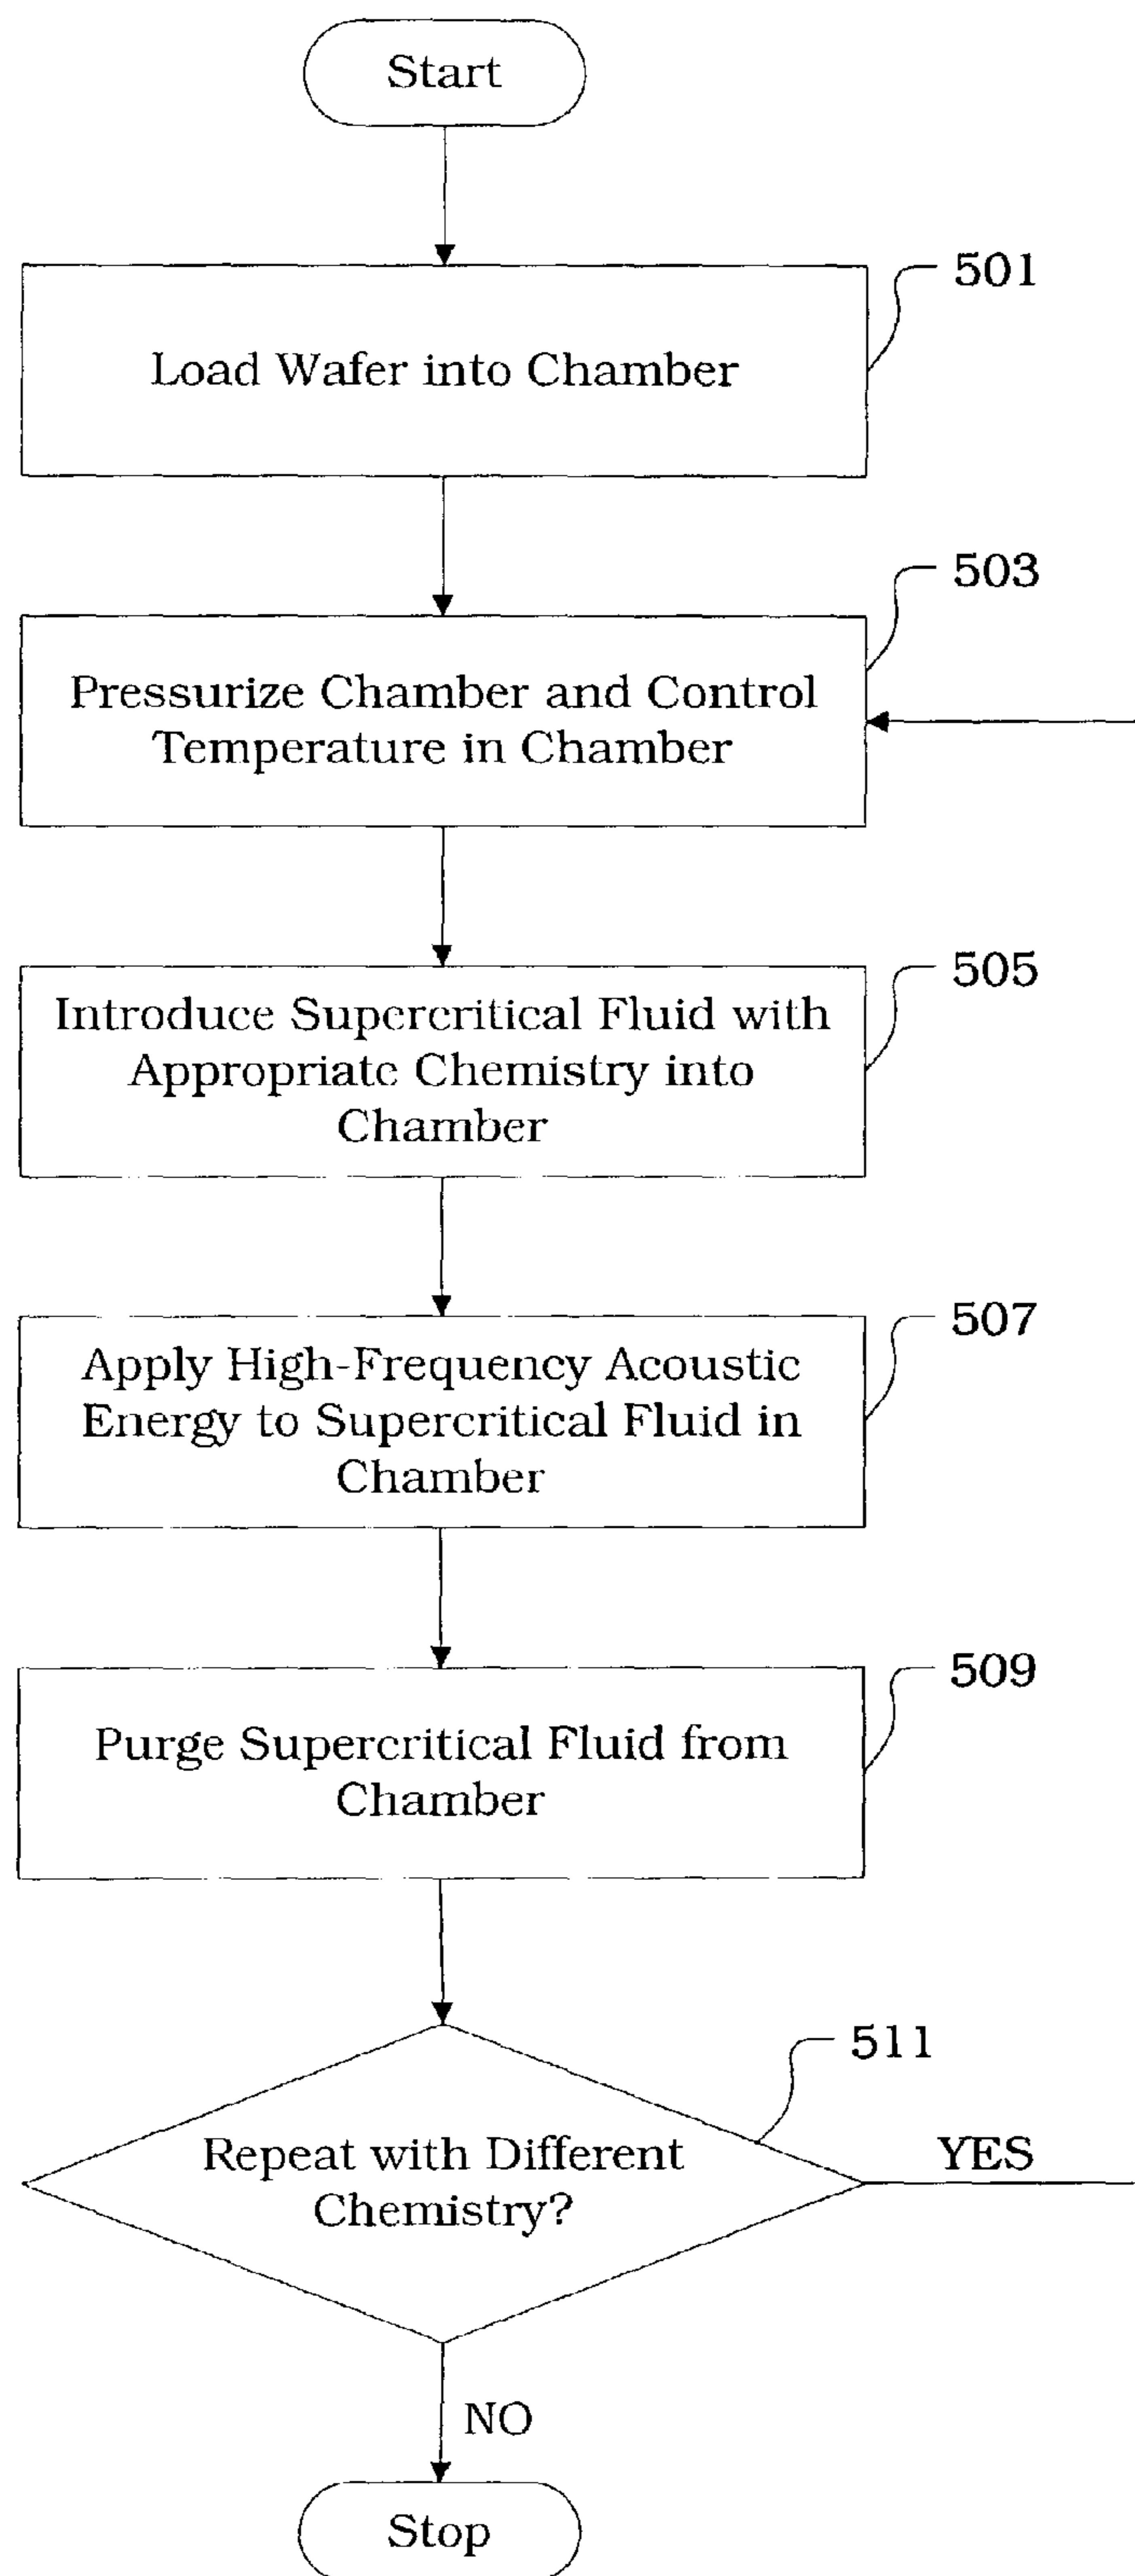 Start
501
Load Wafer into Chamber
503
Pressurize Chamber and Control
Temperature in Chamber
505
Introduce Supercritical Fluid with
Appropriate Chemistry into
Chamber
507
Apply High-Frequency Acoustic
Energy to Supercritical Fluid in
Chamber
509
Purge Supercritical Fluid from
Chamber
511
Repeat with Different
Chemistry?
YES
NO
Stop